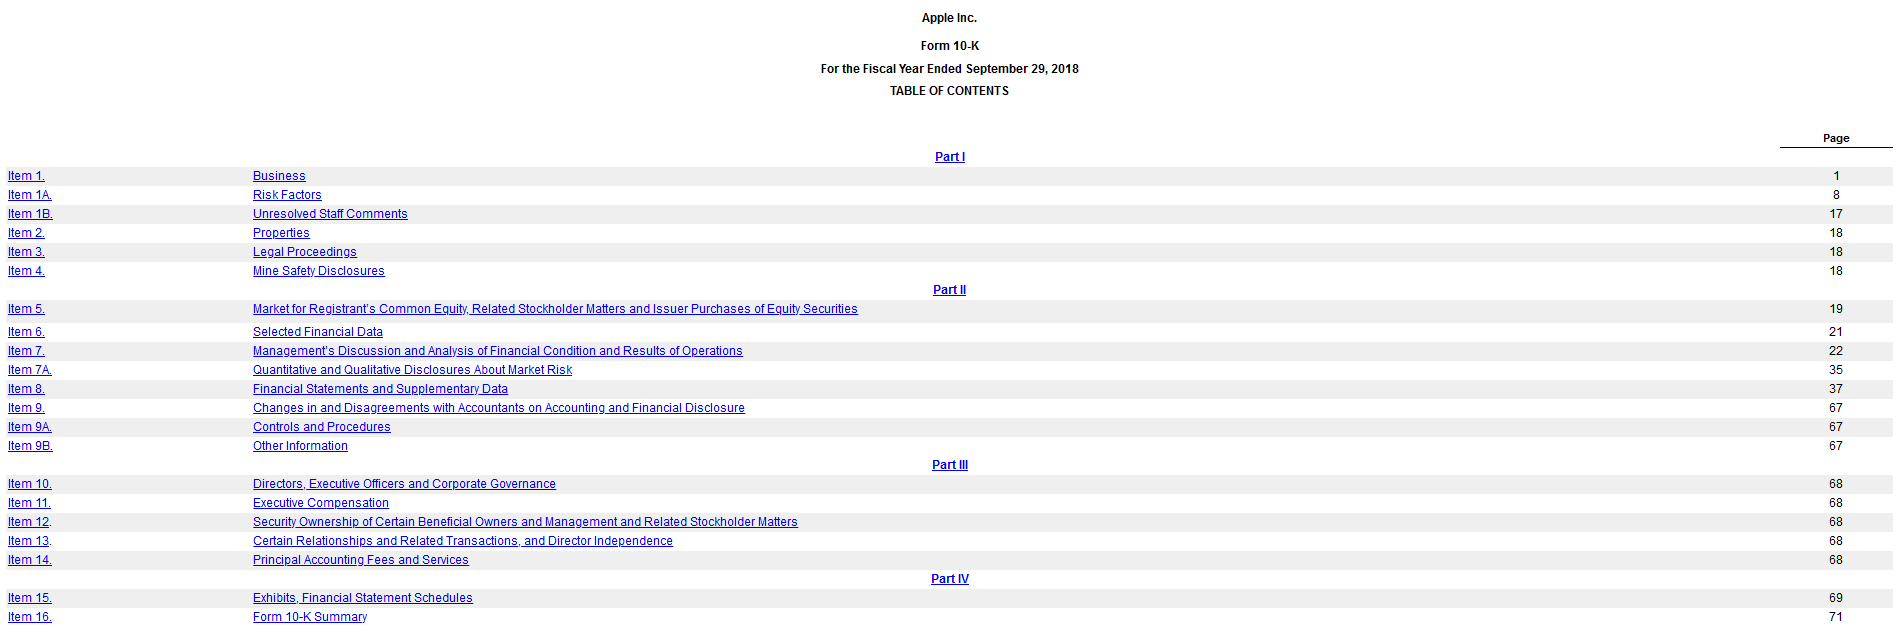 Apple Inc.
Form 10-K
For the Fiscal Year Ended September 29, 2018
TABLE OF CONTENTS
Page
Part I
Item 1. Business 1
Item 1A. Risk Factors 8
Item 1B. Unresolved Staff Comments 17
Item 2. Properties 18
Item 3. Legal Proceedings 18
Item 4. Mine Safety Disclosures 18
Part II
Item 5. Market for Registrant's Common Equity, Related Stockholder Matters and Issuer Purchases of Equity Securities 19
Item 6. Selected Financial Data 21
Item 7. Management's Discussion and Analysis of Financial Condition and Results of Operations 22
Item 7A. Quantitative and Qualitative Disclosures About Market Risk 35
Item 8. Financial Statements and Supplementary Data 37
Item 9. Changes in and Disagreements with Accountants on Accounting and Financial Disclosure 67
Item 9A. Controls and Procedures 67
Item 9B. Other Information 67
Part III
Item 10. Directors, Executive Officers and Corporate Governance 68
Item 11. Executive Compensation 68
Item 12. Security Ownership of Certain Beneficial Owners and Management and Related Stockholder Matters 68
Item 13. Certain Relationships and Related Transactions, and Director Independence 68
Item 14. Principal Accounting Fees and Services 68
Part IV
Item 15. Exhibits, Financial Statement Schedules 69
Item 16. Form 10-K Summary 71